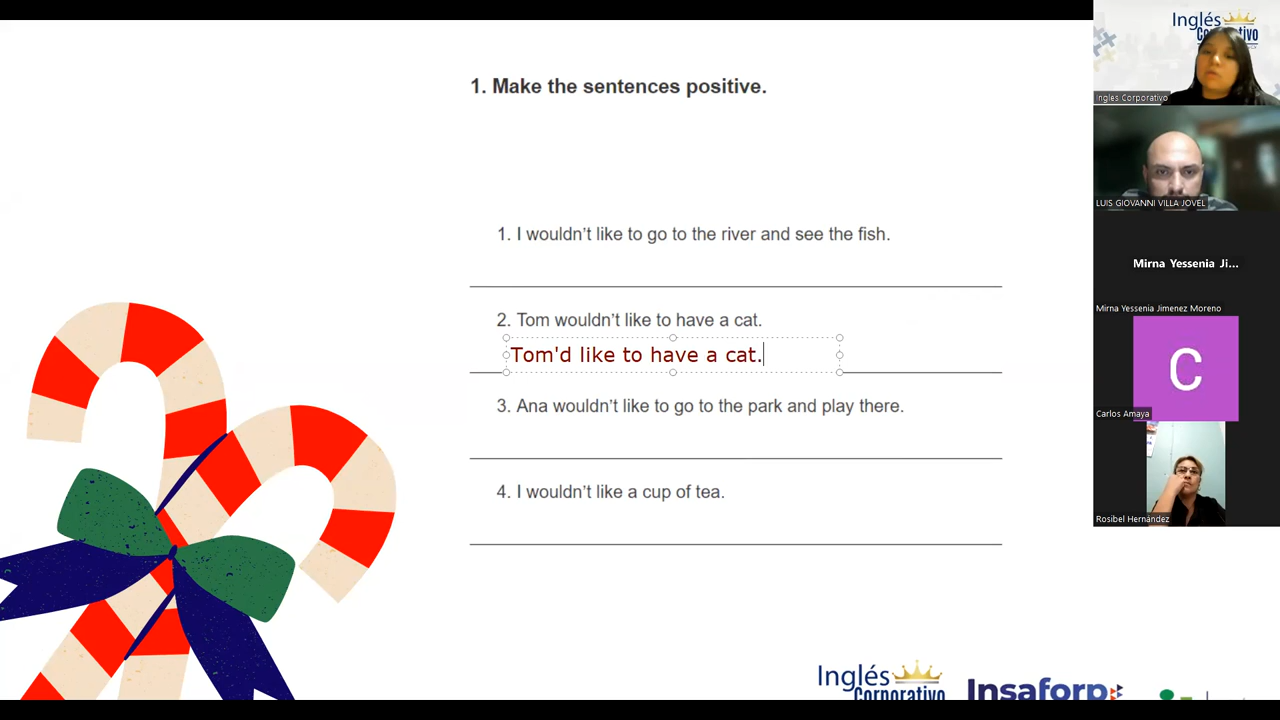 1. Make the sentences positive.
1. I wouldn't like to go to the river and see the fish.
2. Tom wouldn't like to have a cat.
Tom'd like to have a cat.
3. Ana wouldn't like to go to the park and play there.
4. I wouldn't like a cup of tea.
Inglés
Corporativo
Ingles Corporativo
LUIS GIOVANNI VILLA JOVEL
Mirna Yessenia Ji...
Mirna Yessenia Jimenez Moreno
C
Carlos Amaya
Rosibel Hernández
Inglés
Corporativo
Insaforp